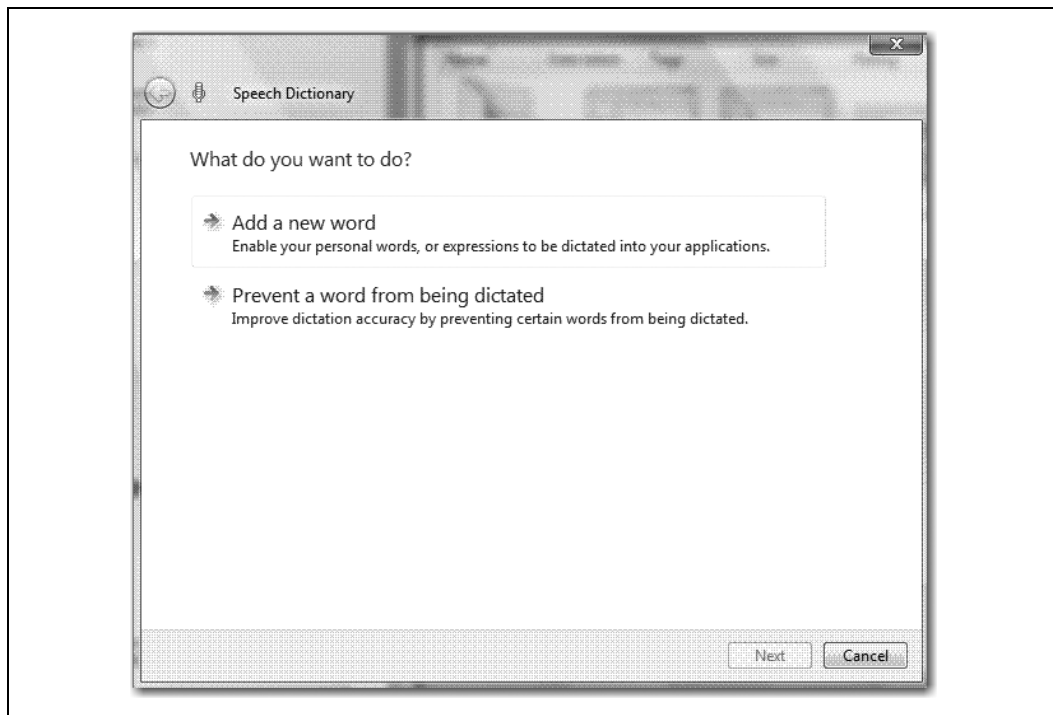 Speech Dictionary
What do you want to do?
Add a new word
Enable your personal words, or expressions to be dictated into your applications.
Prevent a word from being dictated
Improve dictation accuracy by preventing certain words from being dictated.
Next Cancel